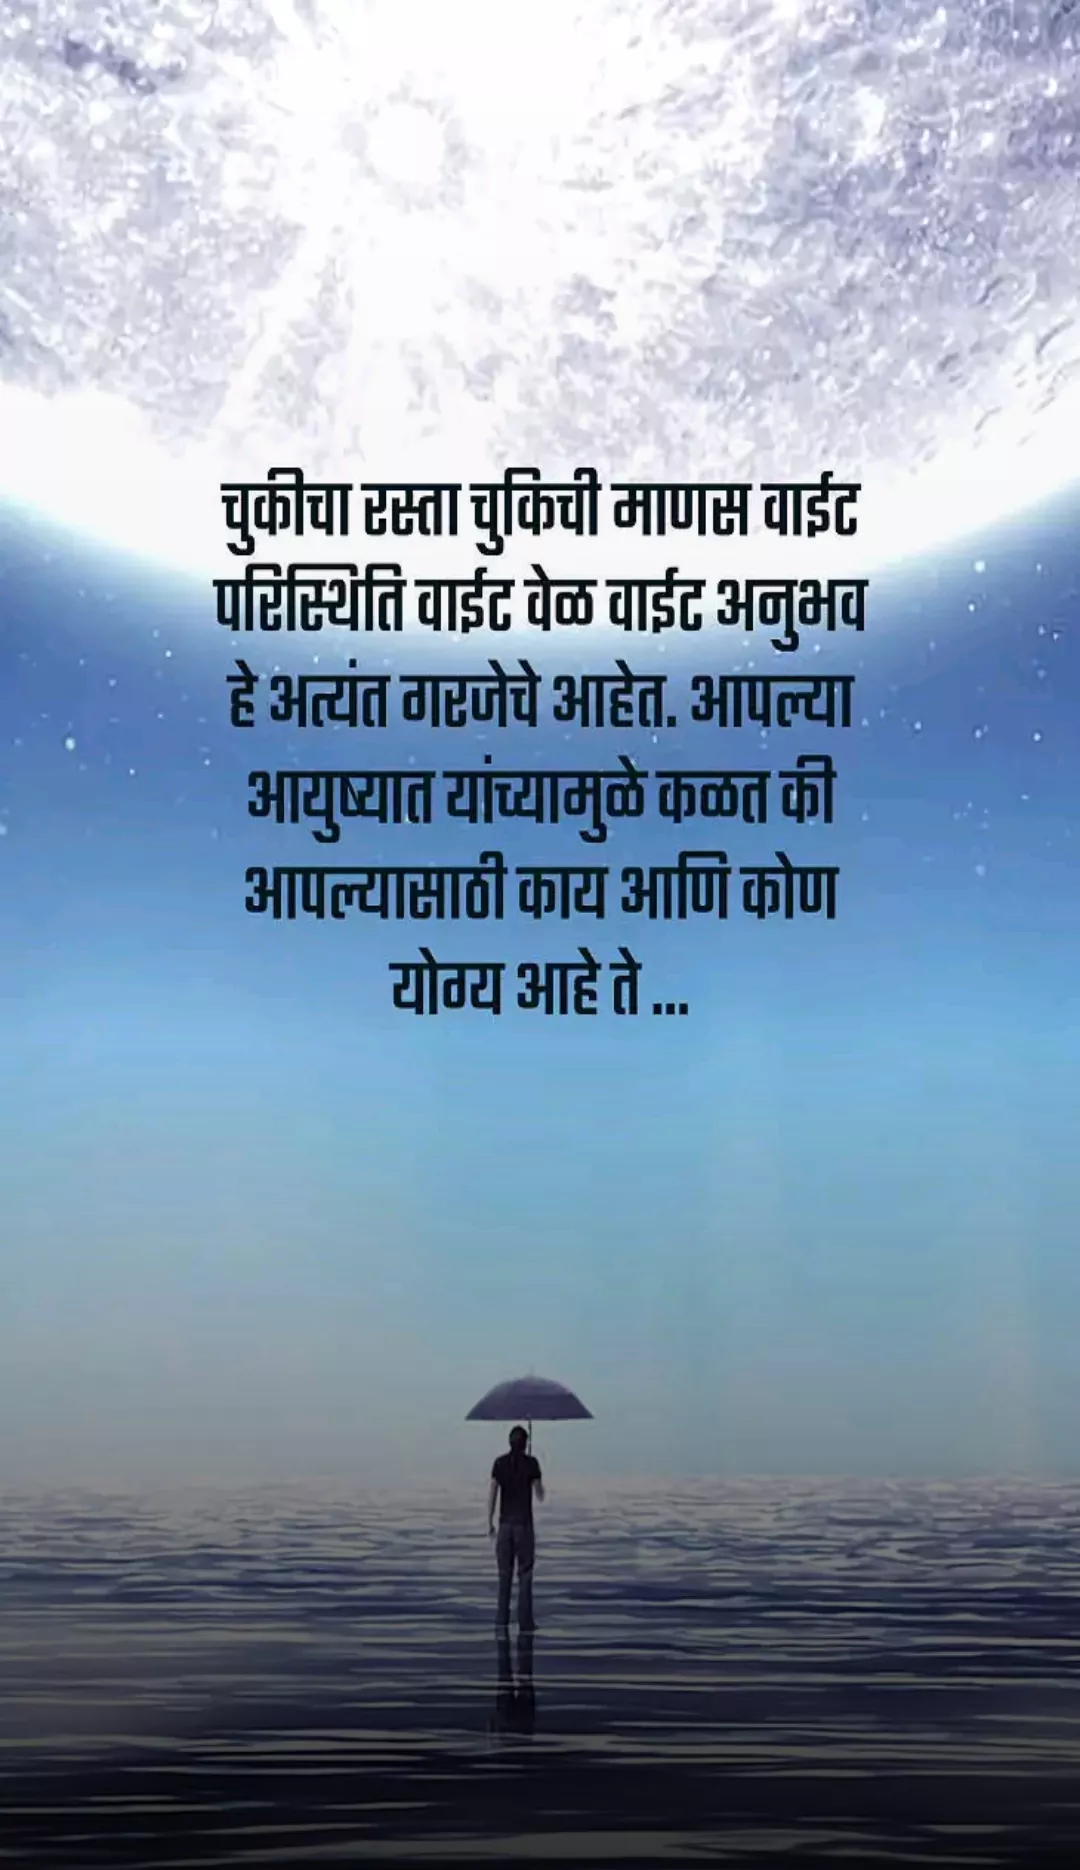 चुकीचा रस्ता चुकिची माणस वाईट
परिस्थिति वाईट वेळ वाईट अनुभव
हे अत्यंत गरजेचे आहेत. आपल्या
आयुष्यात यांच्यामुळे कळत की
आपल्यासाठी काय आणि कोण
योग्य आहे ते ...